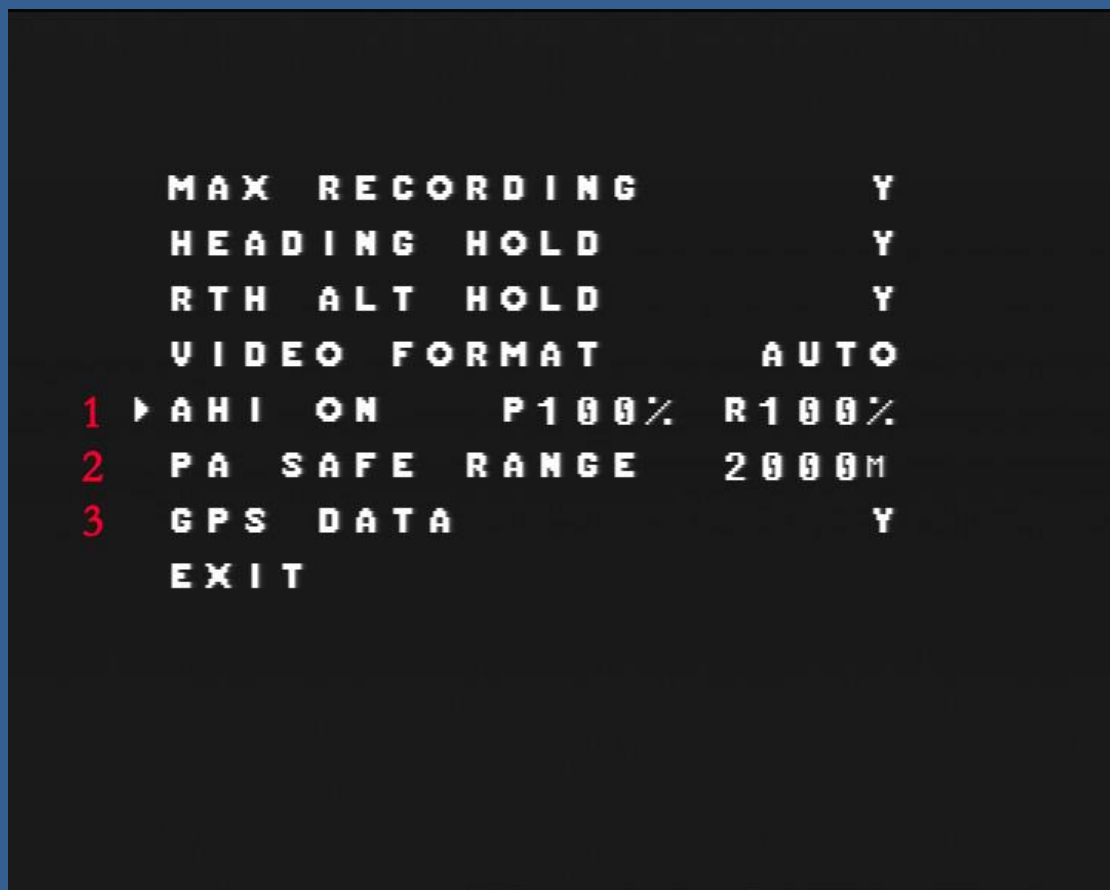 MAX RECORDING Y
HEADING HOLD Y
RTH ALT HOLD Y
VIDEO FORMAT AUTO
1 AHI ON P100% R100%
2 PA SAFE RANGE 2000M
3 GPS DATA Y
EXIT